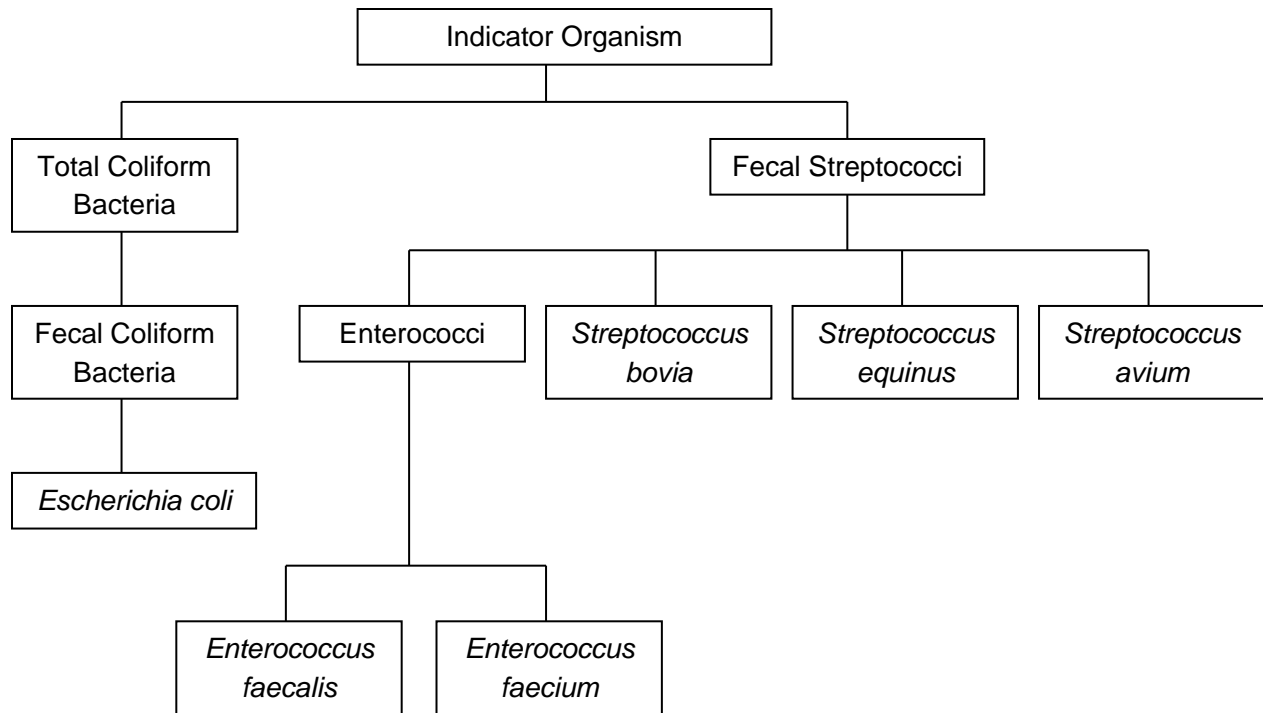 Indicator Organism
Total Coliform
Bacteria
Fecal Streptococci
Fecal Coliform
Bacteria
Enterococci
Streptococcus
bovia
Streptococcus
equinus
Streptococcus
avium
Escherichia coli
Enterococcus
faecalis
Enterococcus
faecium